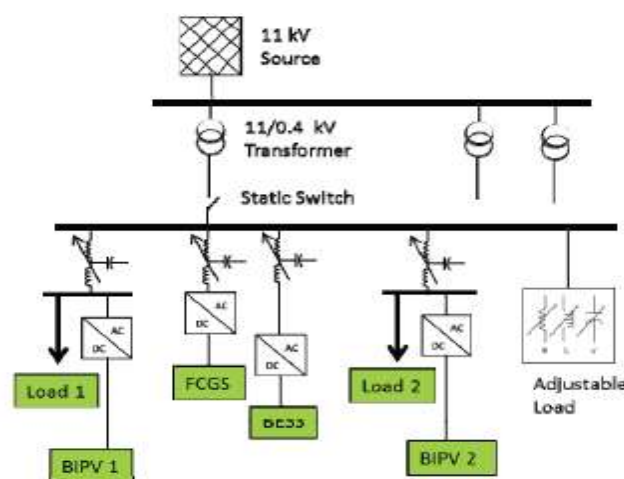 11 kV
Source
11/0.4 kV
Transformer
Static Switch
AC
DC
AC
DC
AC
DC
AC
DC
Load 1
FCGS
BESS
Load 2
BIPV 1
BIPV 2
Adjustable
Load